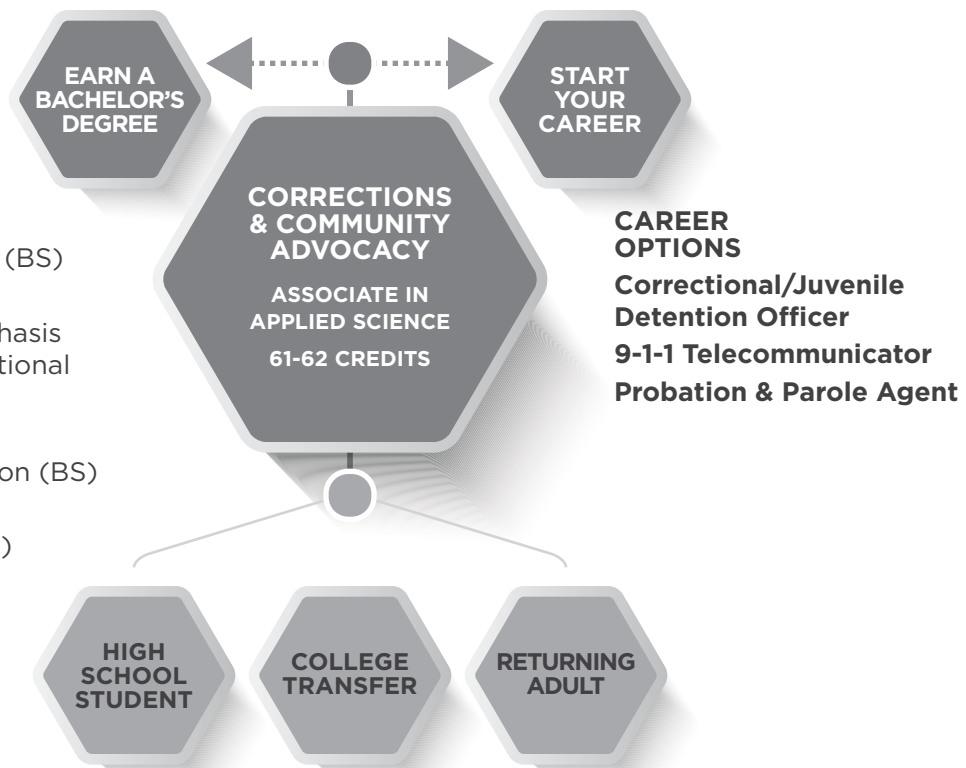 EARN A
BACHELOR'S
DEGREE
START
YOUR
CAREER
CORRECTIONS
& COMMUNITY
ADVOCACY
ASSOCIATE IN
APPLIED SCIENCE
61-62 CREDITS
(BS)
tional
on (BS)
)
CAREER
OPTIONS
Correctional/Juvenile
Detention Officer
9-1-1 Telecommunicator
Probation & Parole Agent
HIGH
SCHOOL
STUDENT
COLLEGE
TRANSFER
RETURNING
ADULT